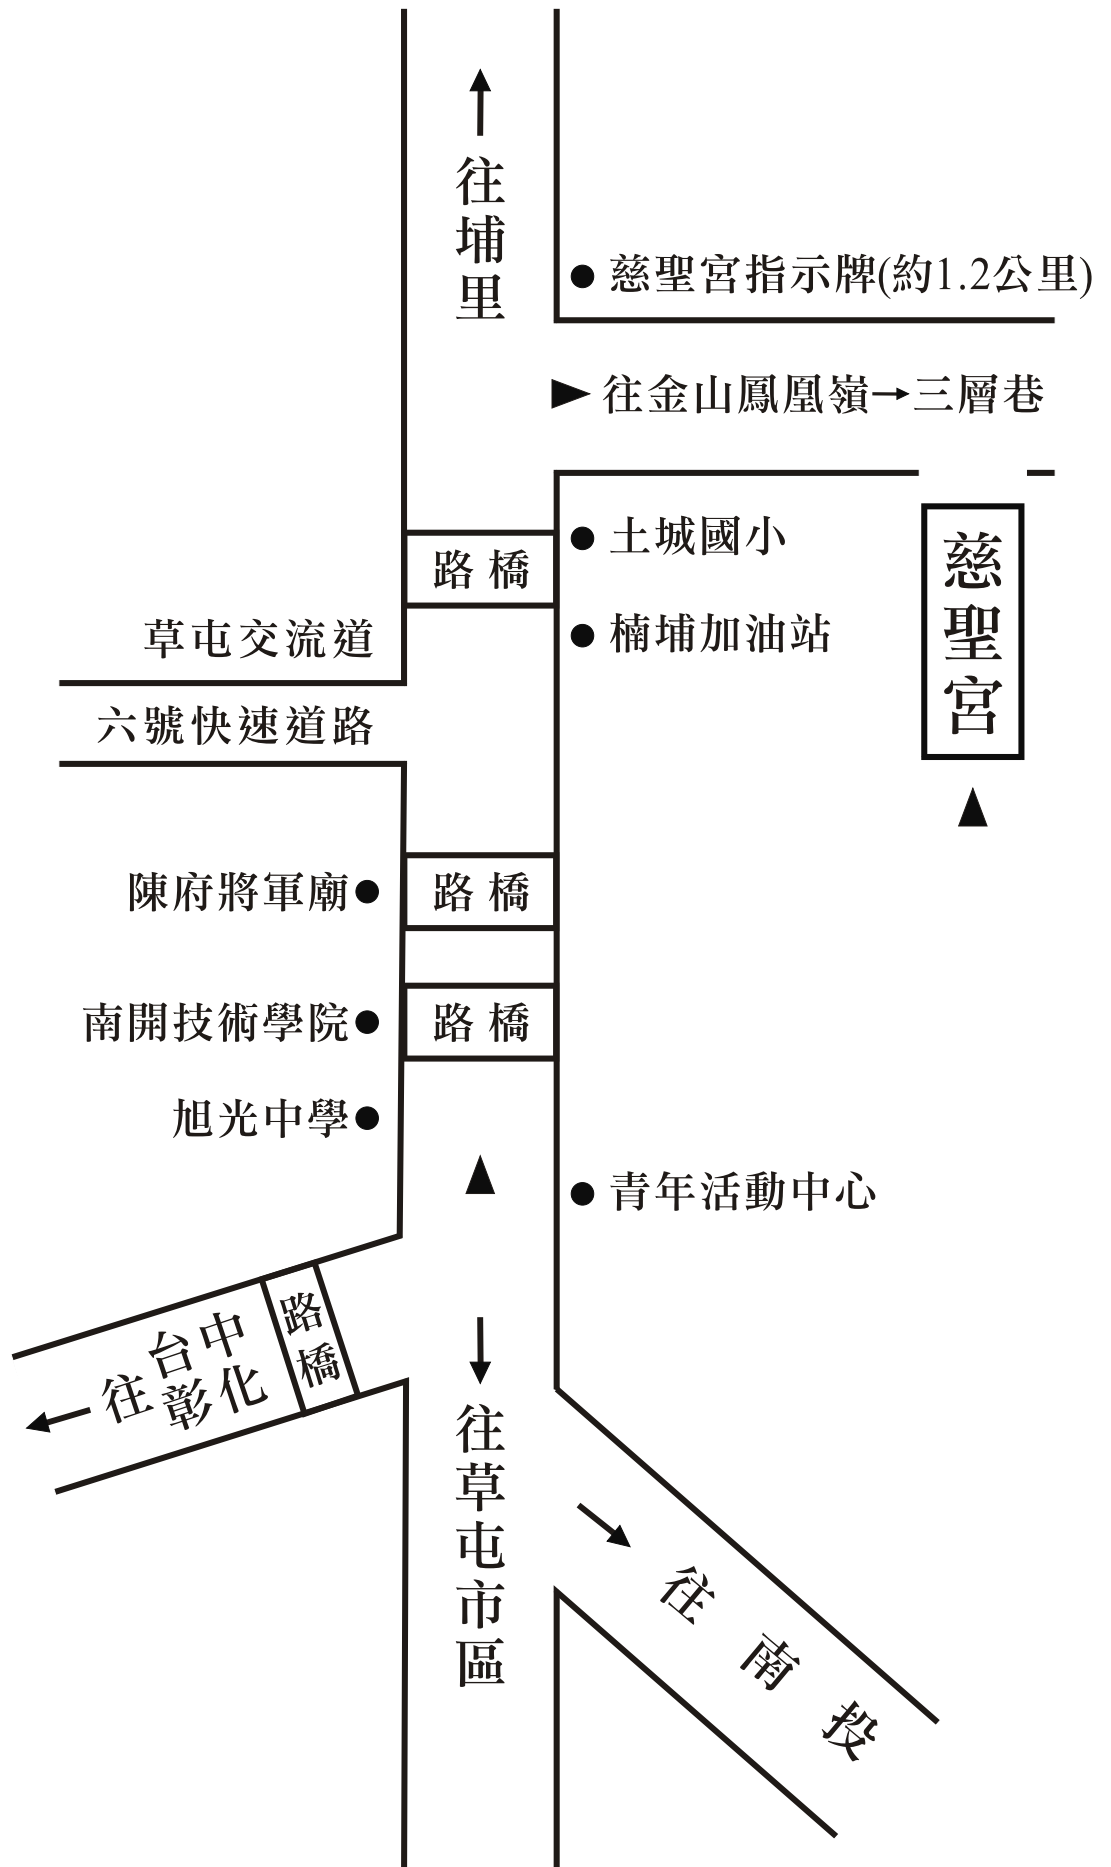 往埔里
慈聖宮指示牌(約1.2公里)
往金山鳳凰嶺→三層巷
土城國小
路橋
慈聖宮
楠埔加油站
草屯交流道
六號快速道路
陳府將軍廟
路橋
南開技術學院
路橋
旭光中學
青年活動中心
路橋
往台中
彰化
往草屯市區
往南投